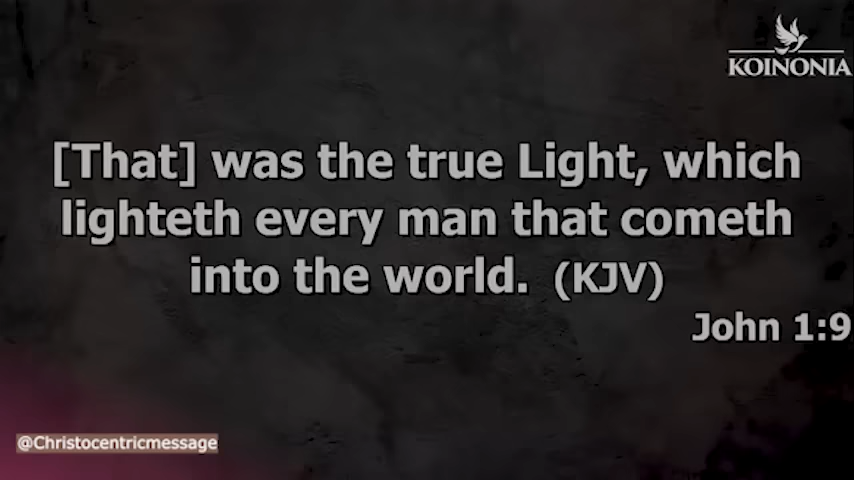 KOINONIA
[That] was the true Light, which
lighteth every man that cometh
into the world. (KJV)
John 1:9
@Christocentricmessage